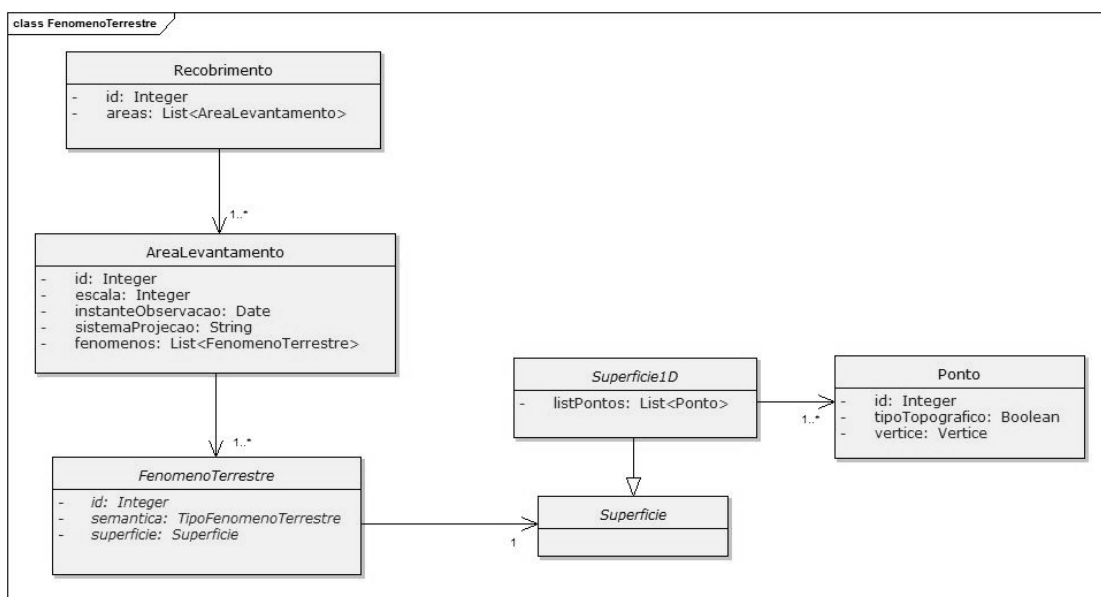 class FenomenoTerrestre
Recobrimento
- id: Integer
- areas: List<AreaLevantamento>
1..*
AreaLevantamento
- id: Integer
- escala: Integer
- instanteObservacao: Date
- sistemaProjecao: String
- fenomenos: List<FenomenoTerrestre>
1..*
FenomenoTerrestre
- id: Integer
- semantica: TipoFenomenoTerrestre
- superficie: Superficie
1
Superficie1D
- listPontos: List<Ponto>
1..*
Ponto
- id: Integer
- tipoTopografico: Boolean
- vertice: Vertice
Superficie